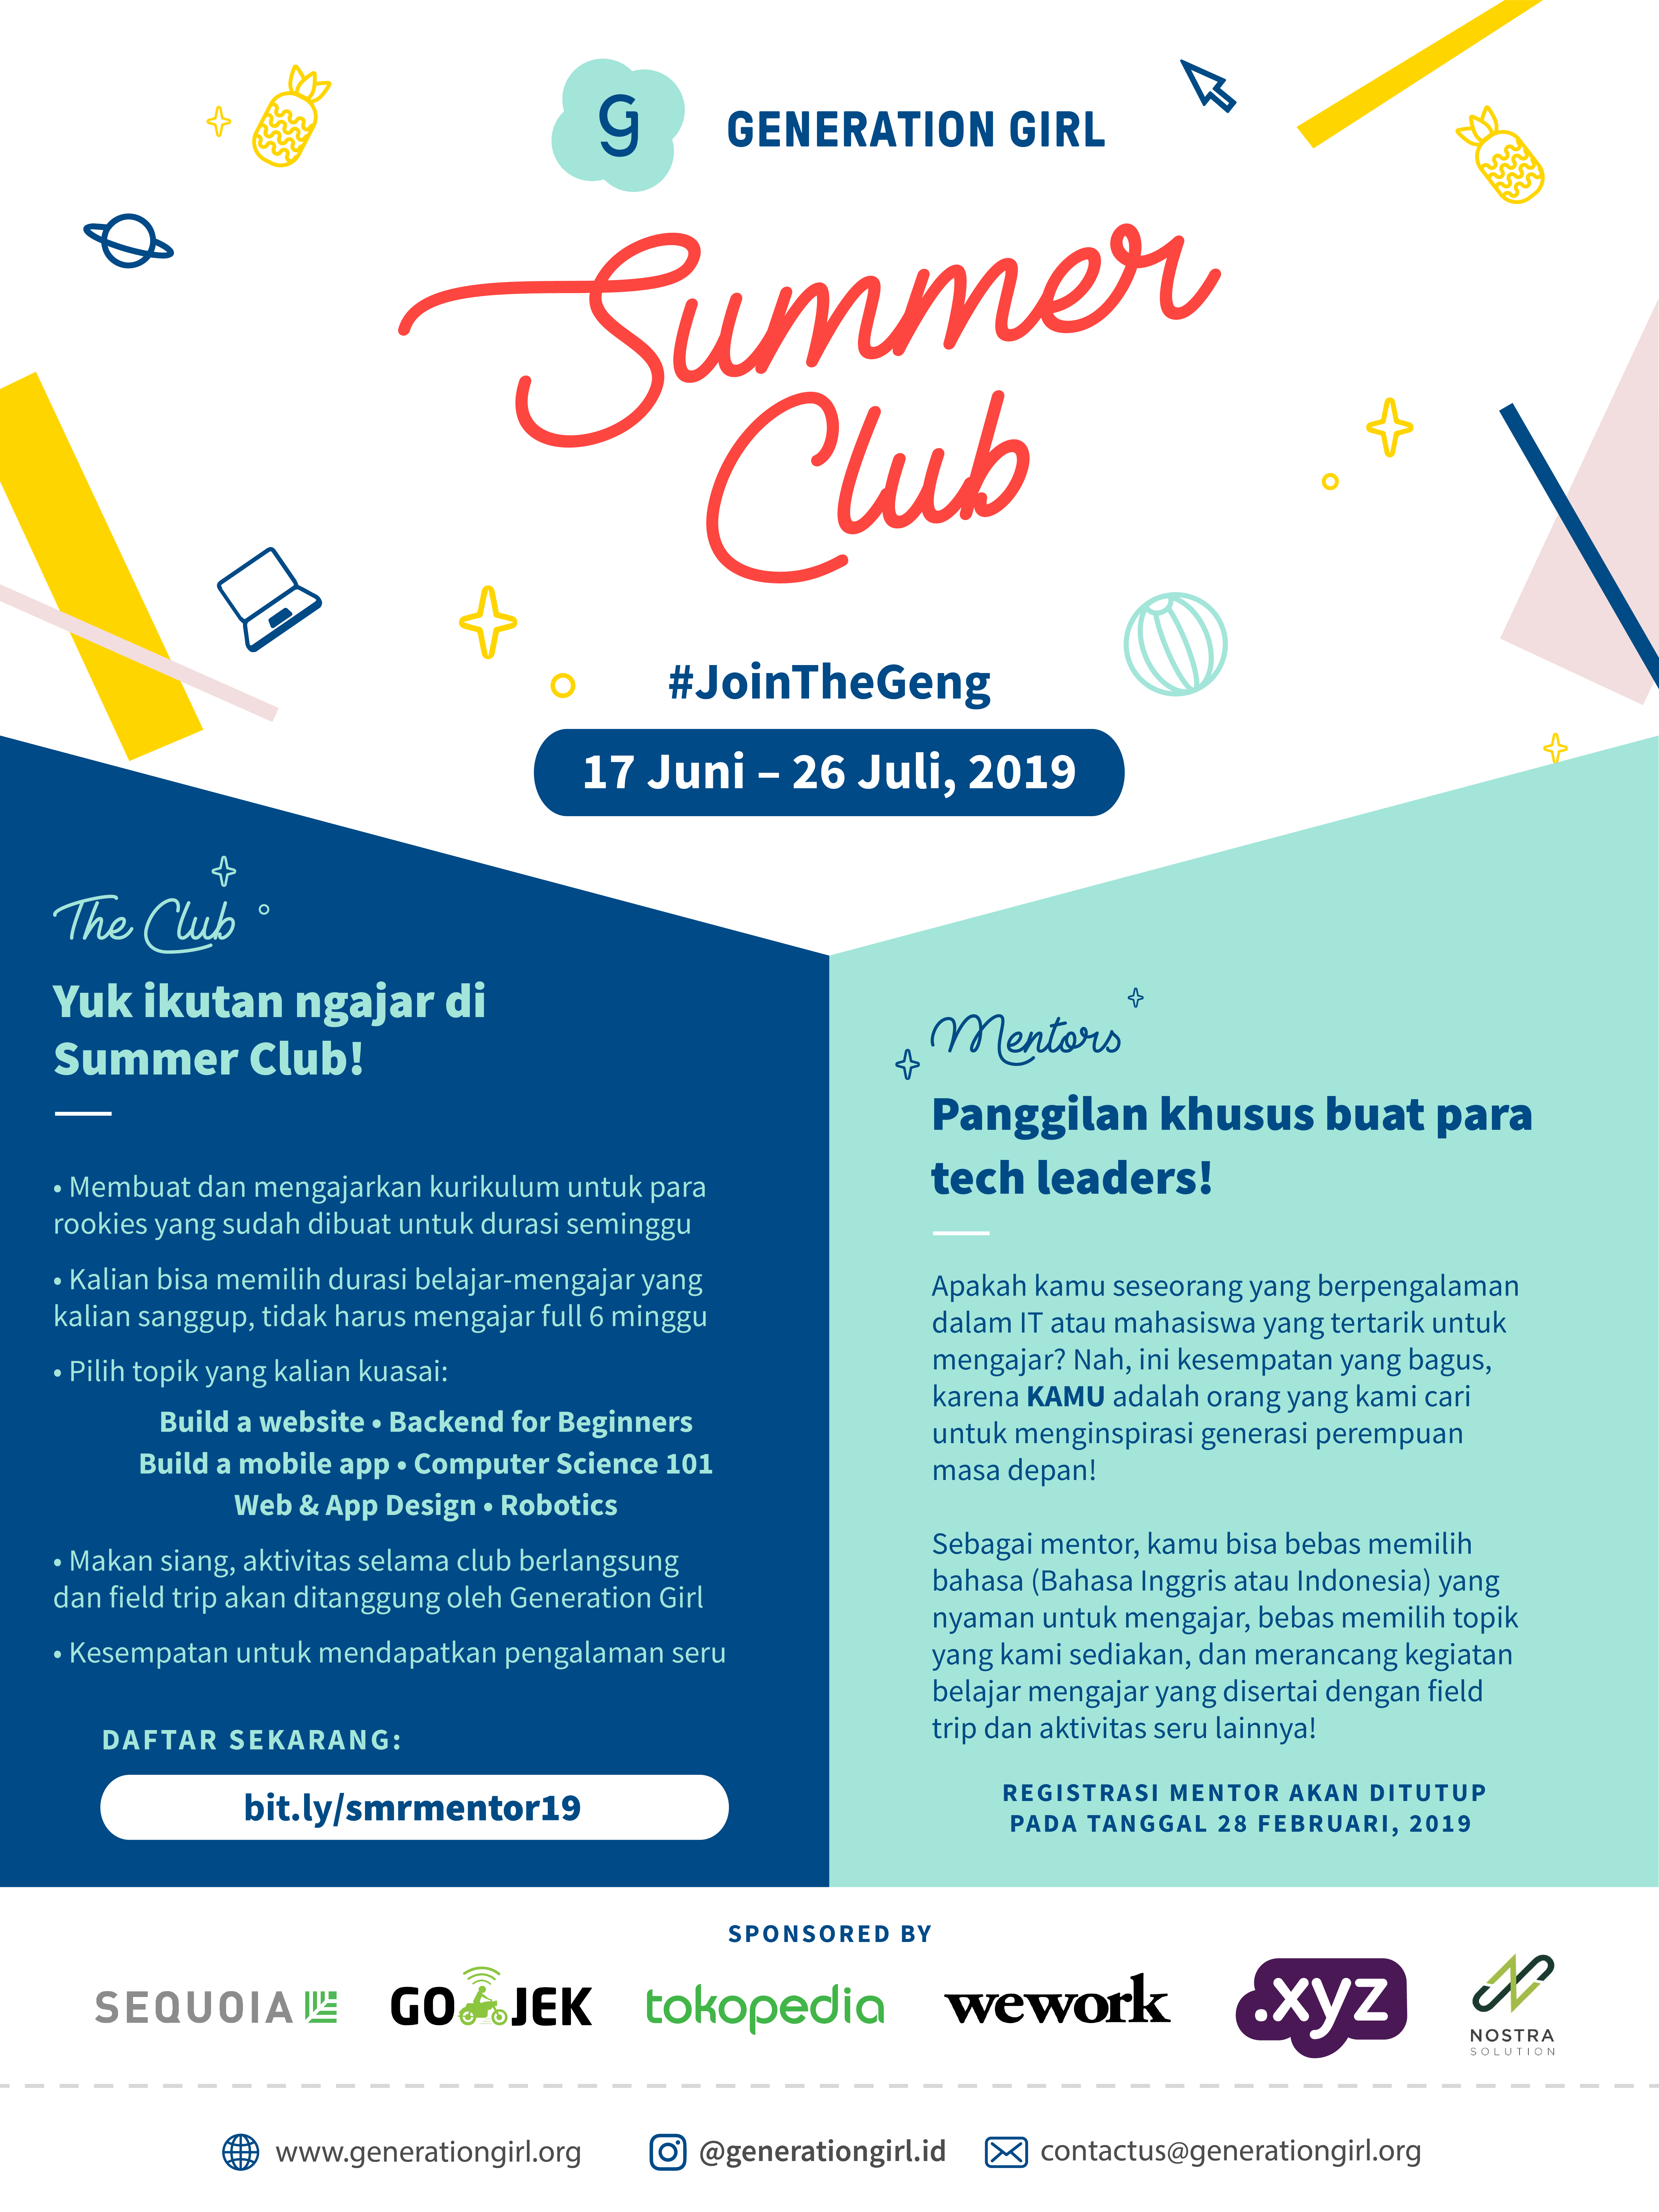 g
GENERATION GIRL
Summer
Club
#JoinTheGeng
17 Juni – 26 Juli, 2019
The Club
Yuk ikutan ngajar di
Summer Club!
• Membuat dan mengajarkan kurikulum untuk para
rookies yang sudah dibuat untuk durasi seminggu
• Kalian bisa memilih durasi belajar-mengajar yang
kalian sanggup, tidak harus mengajar full 6 minggu
• Pilih topik yang kalian kuasai:
Build a website • Backend for Beginners
Build a mobile app • Computer Science 101
Web & App Design • Robotics
• Makan siang, aktivitas selama club berlangsung
dan field trip akan ditanggung oleh Generation Girl
• Kesempatan untuk mendapatkan pengalaman seru
DAFTAR SEKARANG:
bit.ly/smrmentor19
Mentors
Panggilan khusus buat para
tech leaders!
Apakah kamu seseorang yang berpengalaman
dalam IT atau mahasiswa yang tertarik untuk
mengajar? Nah, ini kesempatan yang bagus,
karena KAMU adalah orang yang kami cari
untuk menginspirasi generasi perempuan
masa depan!
Sebagai mentor, kamu bisa bebas memilih
bahasa (Bahasa Inggris atau Indonesia) yang
nyaman untuk mengajar, bebas memilih topik
yang kami sediakan, dan merancang kegiatan
belajar mengajar yang disertai dengan field
trip dan aktivitas seru lainnya!
REGISTRASI MENTOR AKAN DITUTUP
PADA TANGGAL 28 FEBRUARI, 2019
SPONSORED BY
SEQUOIA
GO JEK
tokopedia
wework
.xyz
NOSTRA
SOLUTION
www.generationgirl.org
@generationgirl.id
contactus@generationgirl.org